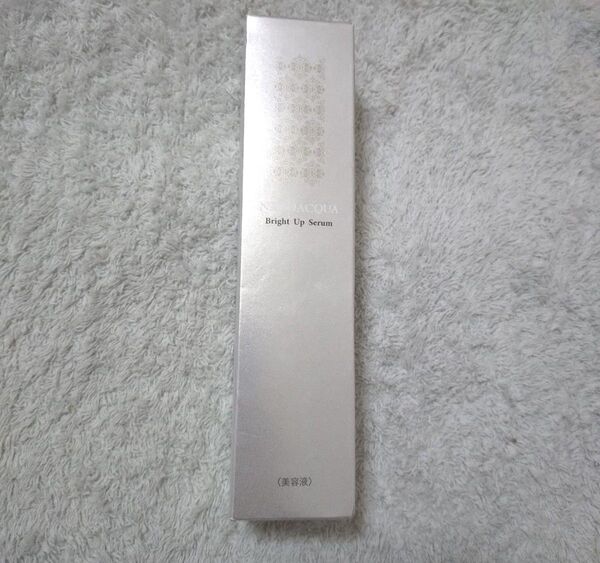 Bright Up Serum
〈美容液〉